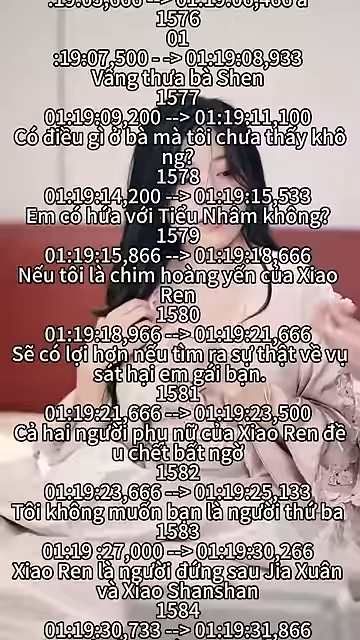 :19:05,666 --> 01:19:06,466 a
1576
01
:19:07,500 - -> 01:19:08,933
Vâng thưa bà Shen
1577
01:19:09,200 --> 01:19:11,100
Có điều gì ở bà mà tôi chưa thấy khô
ng?
1578
01:19:14,200 --> 01:19:15,533
Em có hứa với Tiểu Nhâm không?
1579
01:19:15,866 --> 01:19:18,666
Nếu tôi là chim hoàng yến của Xiao
Ren
1580
01:19:18,966 --> 01:19:21,666
Sẽ có lợi hơn nếu tìm ra sự thật về vụ
sát hại em gái bạn.
1581
01:19:21,666 --> 01:19:23,500
Cả hai người phụ nữ của Xiao Ren đề
u chết bất ngờ
1582
01:19:23,666 --> 01:19:25,133
Tôi không muốn bạn là người thứ ba
1583
01:19 :27,000 --> 01:19:30,266
Xiao Ren là người đứng sau Jia Xuân
và Xiao Shanshan
1584
01:19:30,733 --> 01:19:31,866